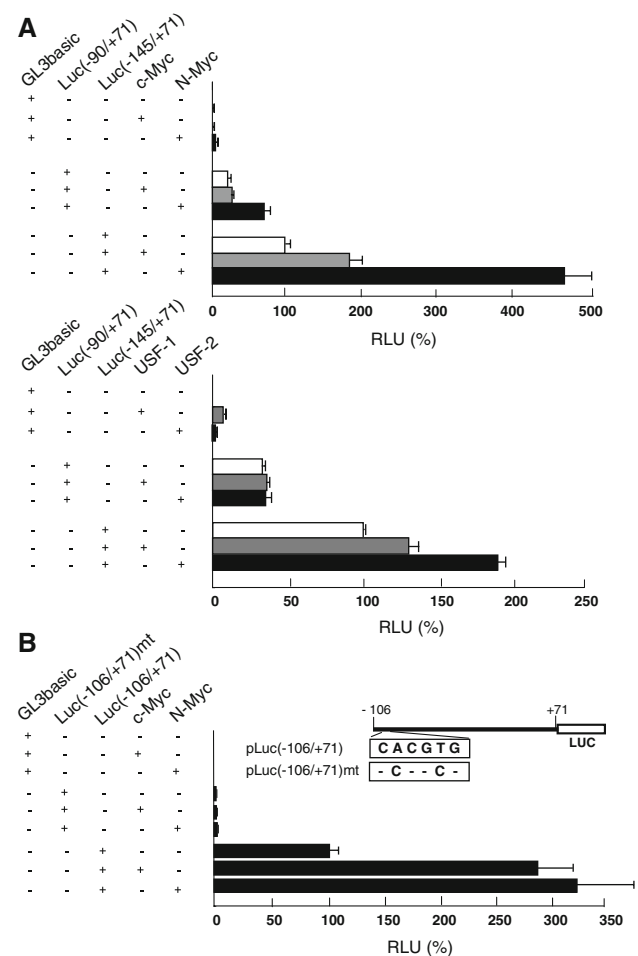 A
GL3basic
Luc(-90/+71)
Luc(-145/+71)
c-Myc
N-Myc
+ - - - -
+ - - + -
+ - - - +
- + - - -
- + - + -
- + - - +
- - + - -
- - + + -
- - + - +
0 100 200 300 400 500
RLU (%)
GL3basic
Luc(-90/+71)
Luc(-145/+71)
USF-1
USF-2
+ - - - -
+ - - + -
+ - - - +
- + - - -
- + - + -
- + - - +
- - + - -
- - + + -
- - + - +
0 50 100 150 200 250
RLU (%)
B
GL3basic
Luc(-106/+71)mt
Luc(-106/+71)
c-Myc
N-Myc
+ - - - -
+ - - + -
+ - - - +
- + - - -
- + - + -
- + - - +
- - + - -
- - + + -
- - + - +
- 106 +71
LUC
pLuc(-106/+71) C A C G T G
pLuc(-106/+71)mt - C - - C -
0 50 100 150 200 250 300 350
RLU (%)